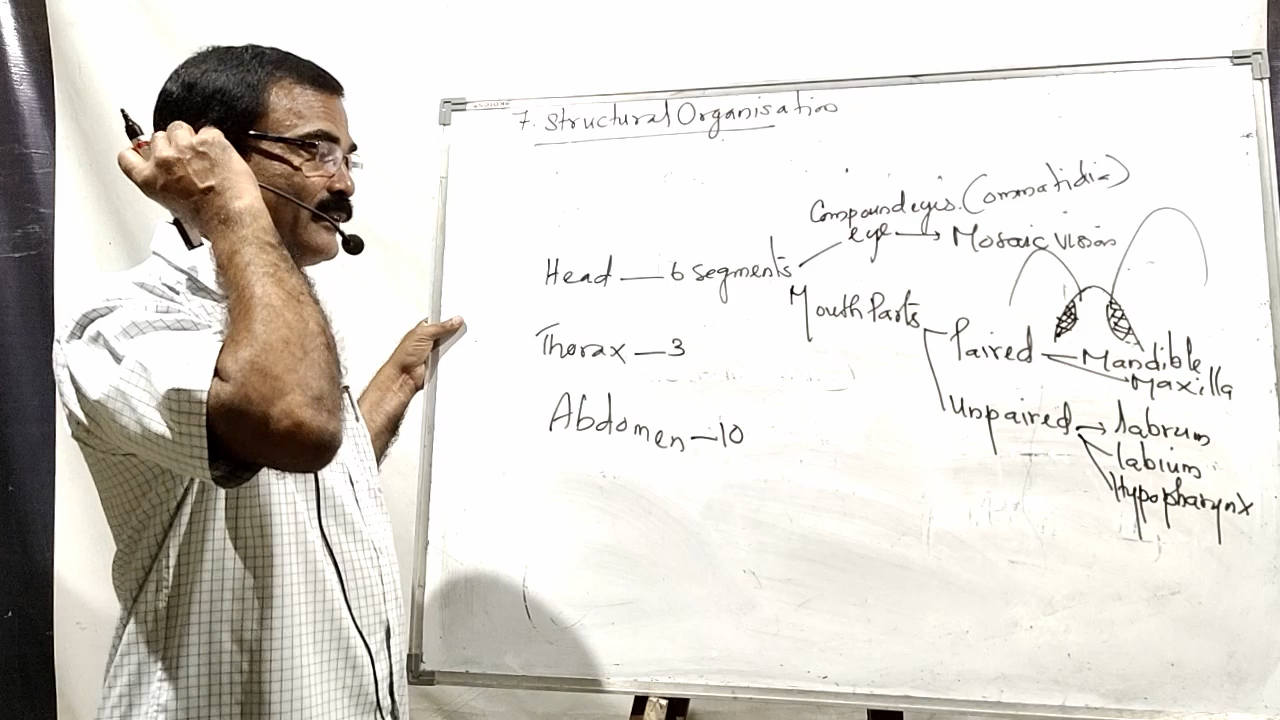 7. Structural Organisation
Compound eyes. (Ommatidia)
eye → Mosaic vision
Head — 6 segments
Mouth Parts
Thorax — 3
Paired — Mandible
Maxilla
Abdomen — 10
Unpaired → labrum
labium
Hypopharynx